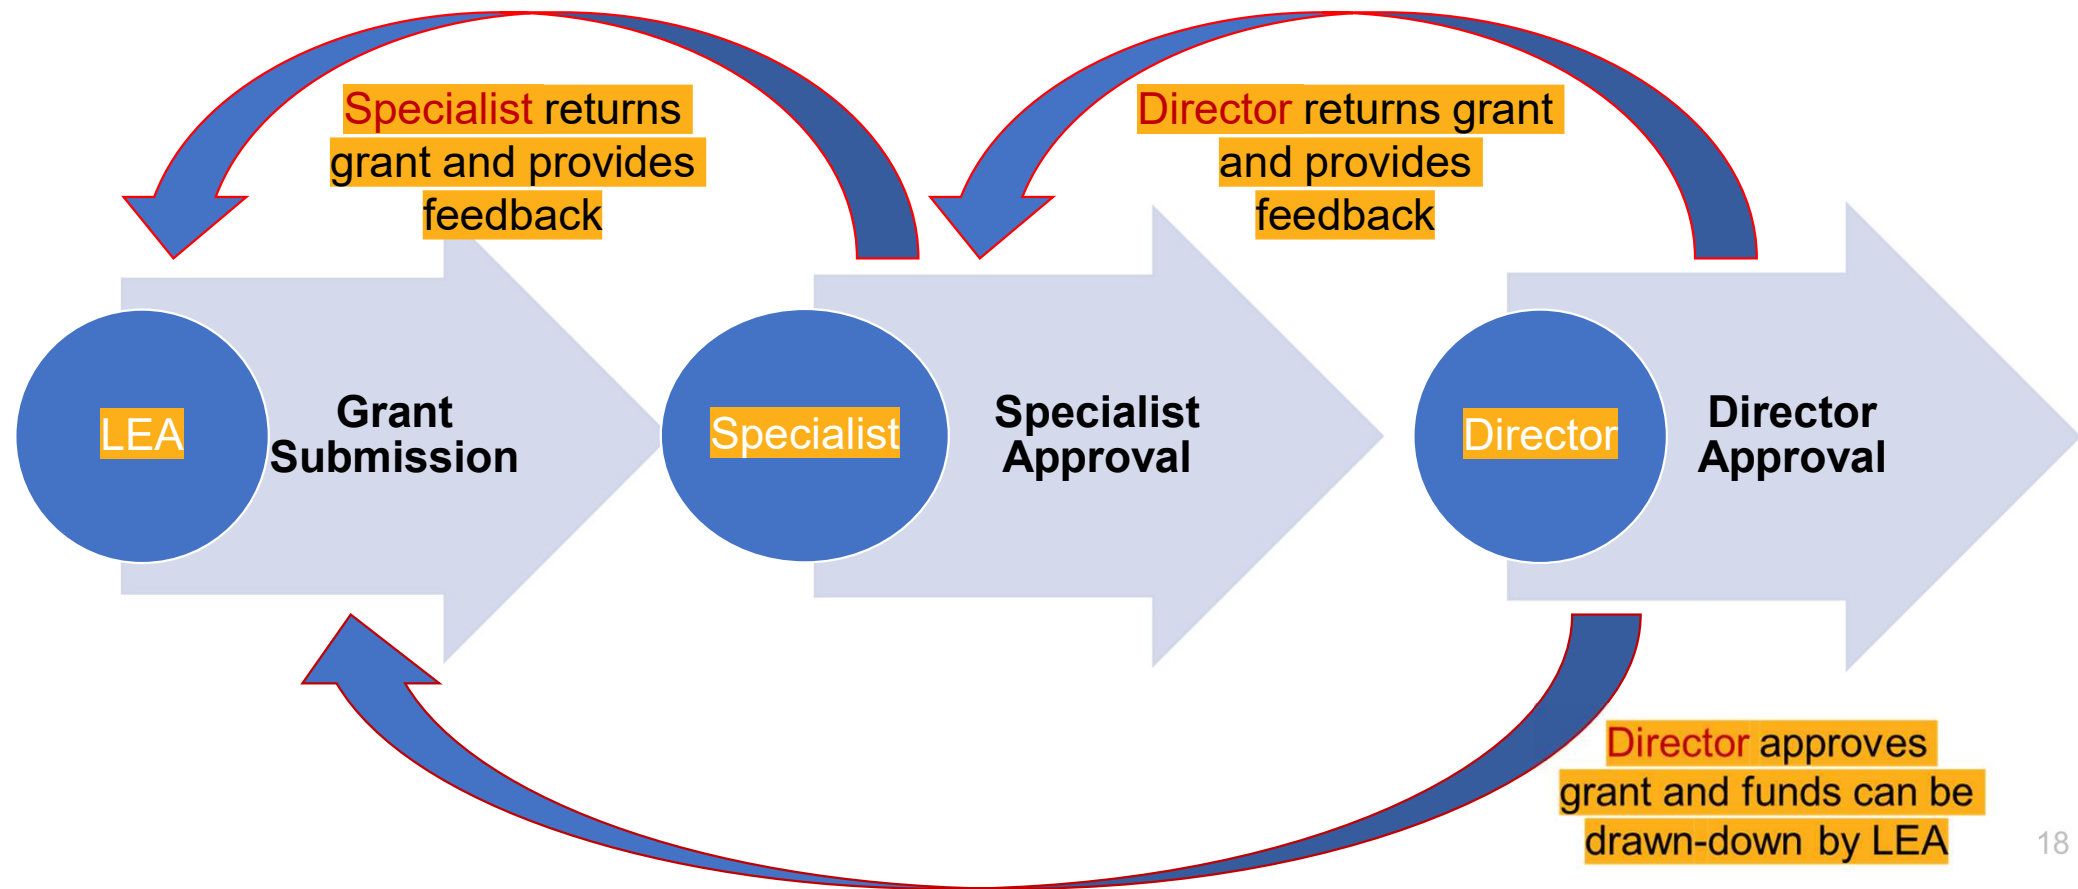 Specialist returns
grant and provides
feedback
Director returns grant
and provides
feedback
LEA
Grant
Submission
Specialist
Specialist
Approval
Director
Director
Approval
Director approves
grant and funds can be
drawn-down by LEA
18